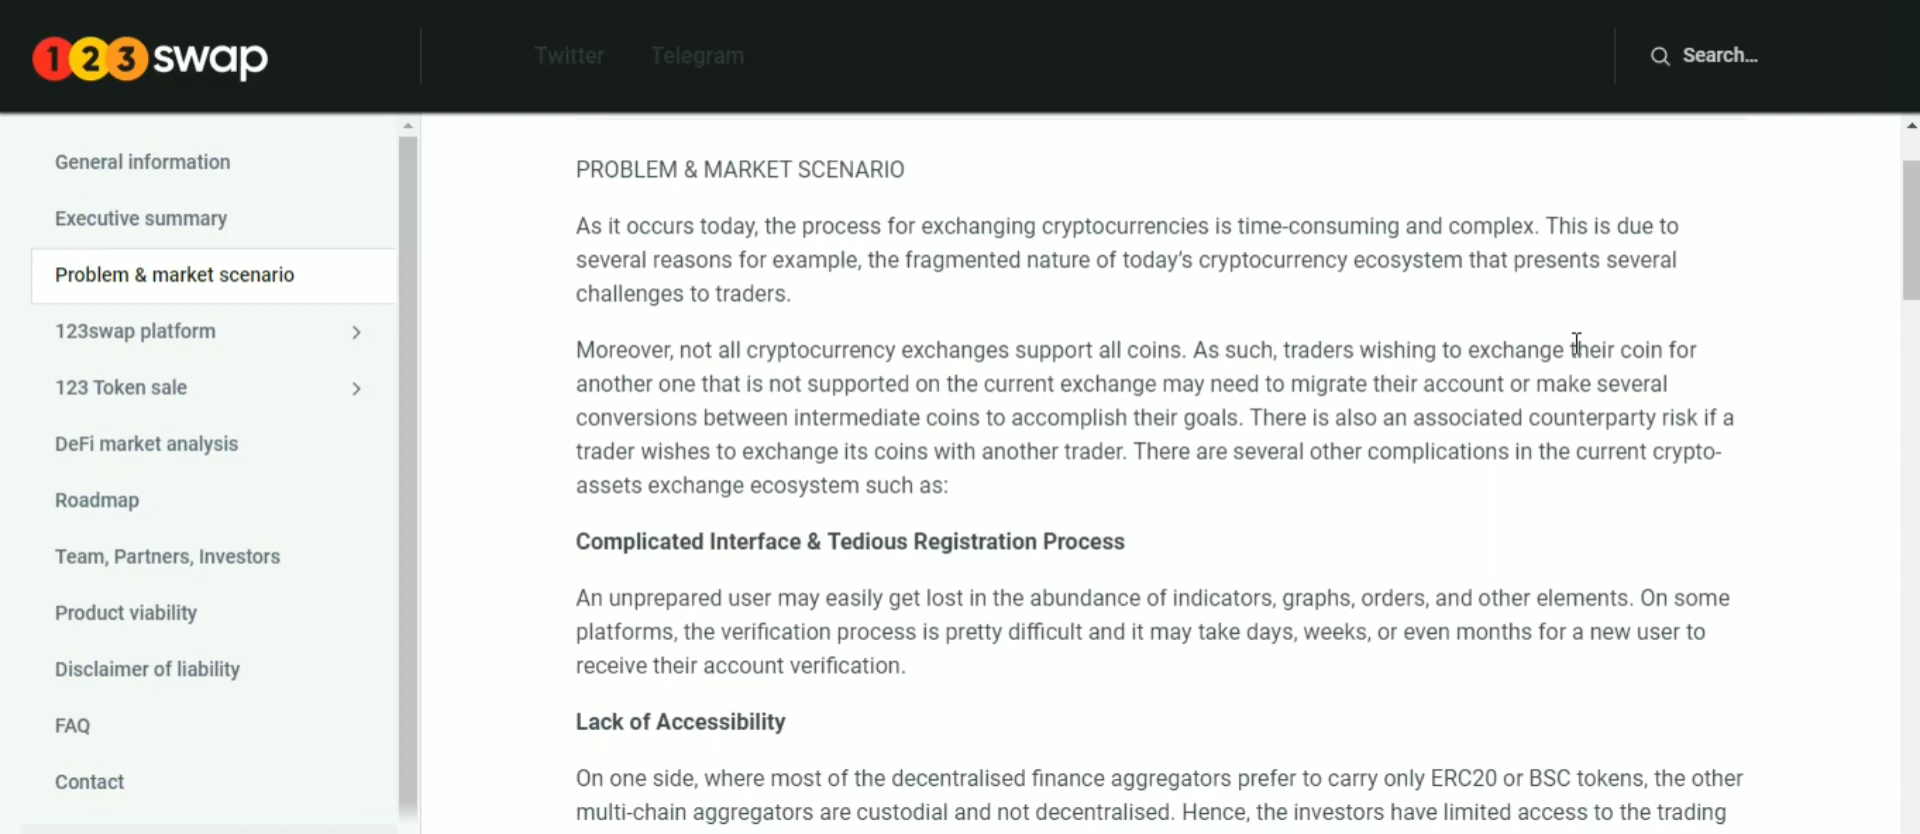 123swap
Twitter Telegram
Search...
General information
Executive summary
Problem & market scenario
123swap platform
123 Token sale
DeFi market analysis
Roadmap
Team, Partners, Investors
Product viability
Disclaimer of liability
FAQ
Contact
PROBLEM & MARKET SCENARIO
As it occurs today, the process for exchanging cryptocurrencies is time-consuming and complex. This is due to
several reasons for example, the fragmented nature of today's cryptocurrency ecosystem that presents several
challenges to traders.
Moreover, not all cryptocurrency exchanges support all coins. As such, traders wishing to exchange their coin for
another one that is not supported on the current exchange may need to migrate their account or make several
conversions between intermediate coins to accomplish their goals. There is also an associated counterparty risk if a
trader wishes to exchange its coins with another trader. There are several other complications in the current crypto-
assets exchange ecosystem such as:
Complicated Interface & Tedious Registration Process
An unprepared user may easily get lost in the abundance of indicators, graphs, orders, and other elements. On some
platforms, the verification process is pretty difficult and it may take days, weeks, or even months for a new user to
receive their account verification.
Lack of Accessibility
On one side, where most of the decentralised finance aggregators prefer to carry only ERC20 or BSC tokens, the other
multi-chain aggregators are custodial and not decentralised. Hence, the investors have limited access to the trading